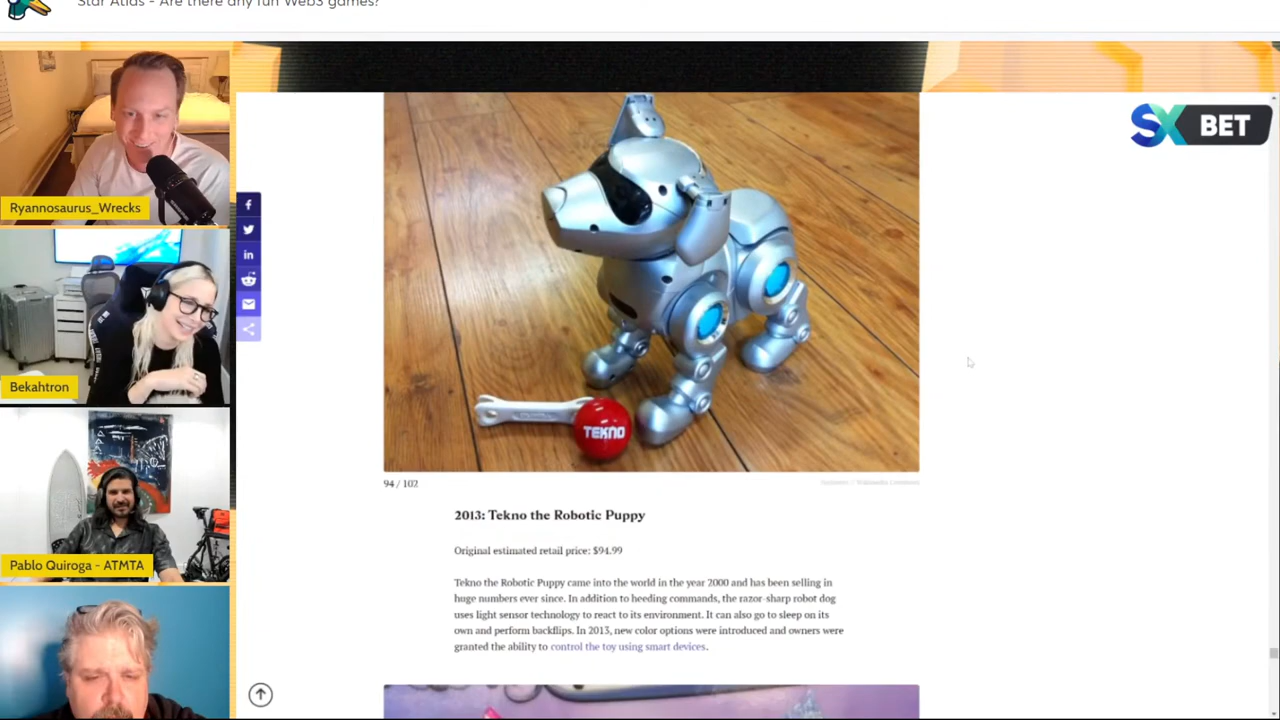 Star Atlas - Are there any fun Web3 games?
SX BET
Ryannosaurus_Wrecks
Bekahtron
Pablo Quiroga - ATMTA
TEKNO
94 / 102
2013: Tekno the Robotic Puppy
Original estimated retail price: $94.99
Tekno the Robotic Puppy came into the world in the year 2000 and has been selling in
huge numbers ever since. In addition to heeding commands, the razor-sharp robot dog
uses light sensor technology to react to its environment. It can also go to sleep on its
own and perform backflips. In 2013, new color options were introduced and owners were
granted the ability to control the toy using smart devices.